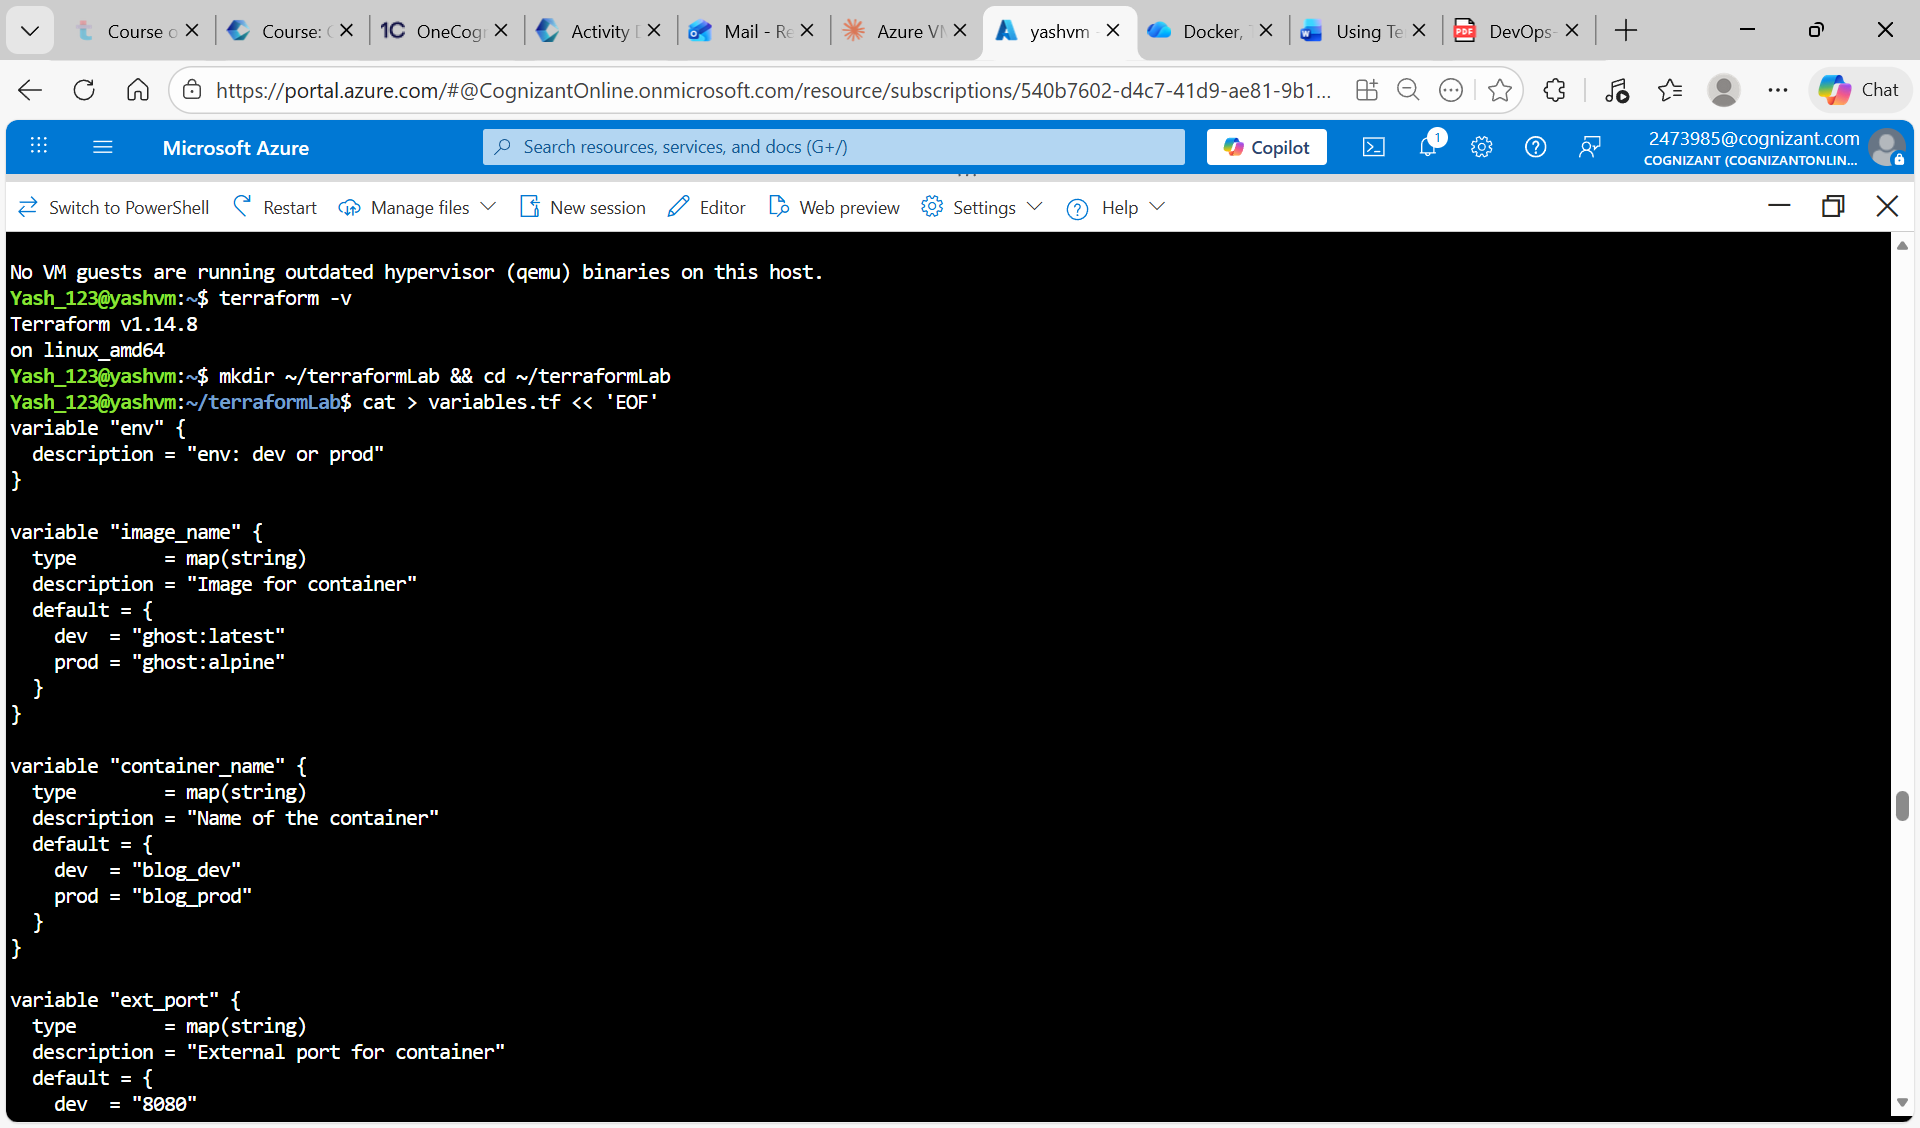 Course o
Course: (
1C OneCog
Activity
Mail - Re
Azure VM
yashvm -
Docker,
Using Te
PDF DevOps-
https://portal.azure.com/#@CognizantOnline.onmicrosoft.com/resource/subscriptions/540b7602-d4c7-41d9-ae81-9b1...
Chat
Microsoft Azure
Search resources, services, and docs (G+/)
Copilot
1
2473985@cognizant.com
COGNIZANT (COGNIZANTONLIN...
Switch to PowerShell
Restart
Manage files
New session
Editor
Web preview
Settings
Help
No VM guests are running outdated hypervisor (qemu) binaries on this host.
Yash_123@yashvm:~$ terraform -v
Terraform v1.14.8
on linux_amd64
Yash_123@yashvm:~$ mkdir ~/terraformLab && cd ~/terraformLab
Yash_123@yashvm:~/terraformLab$ cat > variables.tf << 'EOF'
variable "env" {
  description = "env: dev or prod"
}
variable "image_name" {
  type        = map(string)
  description = "Image for container"
  default = {
    dev  = "ghost:latest"
    prod = "ghost:alpine"
  }
}
variable "container_name" {
  type        = map(string)
  description = "Name of the container"
  default = {
    dev  = "blog_dev"
    prod = "blog_prod"
  }
}
variable "ext_port" {
  type        = map(string)
  description = "External port for container"
  default = {
    dev  = "8080"